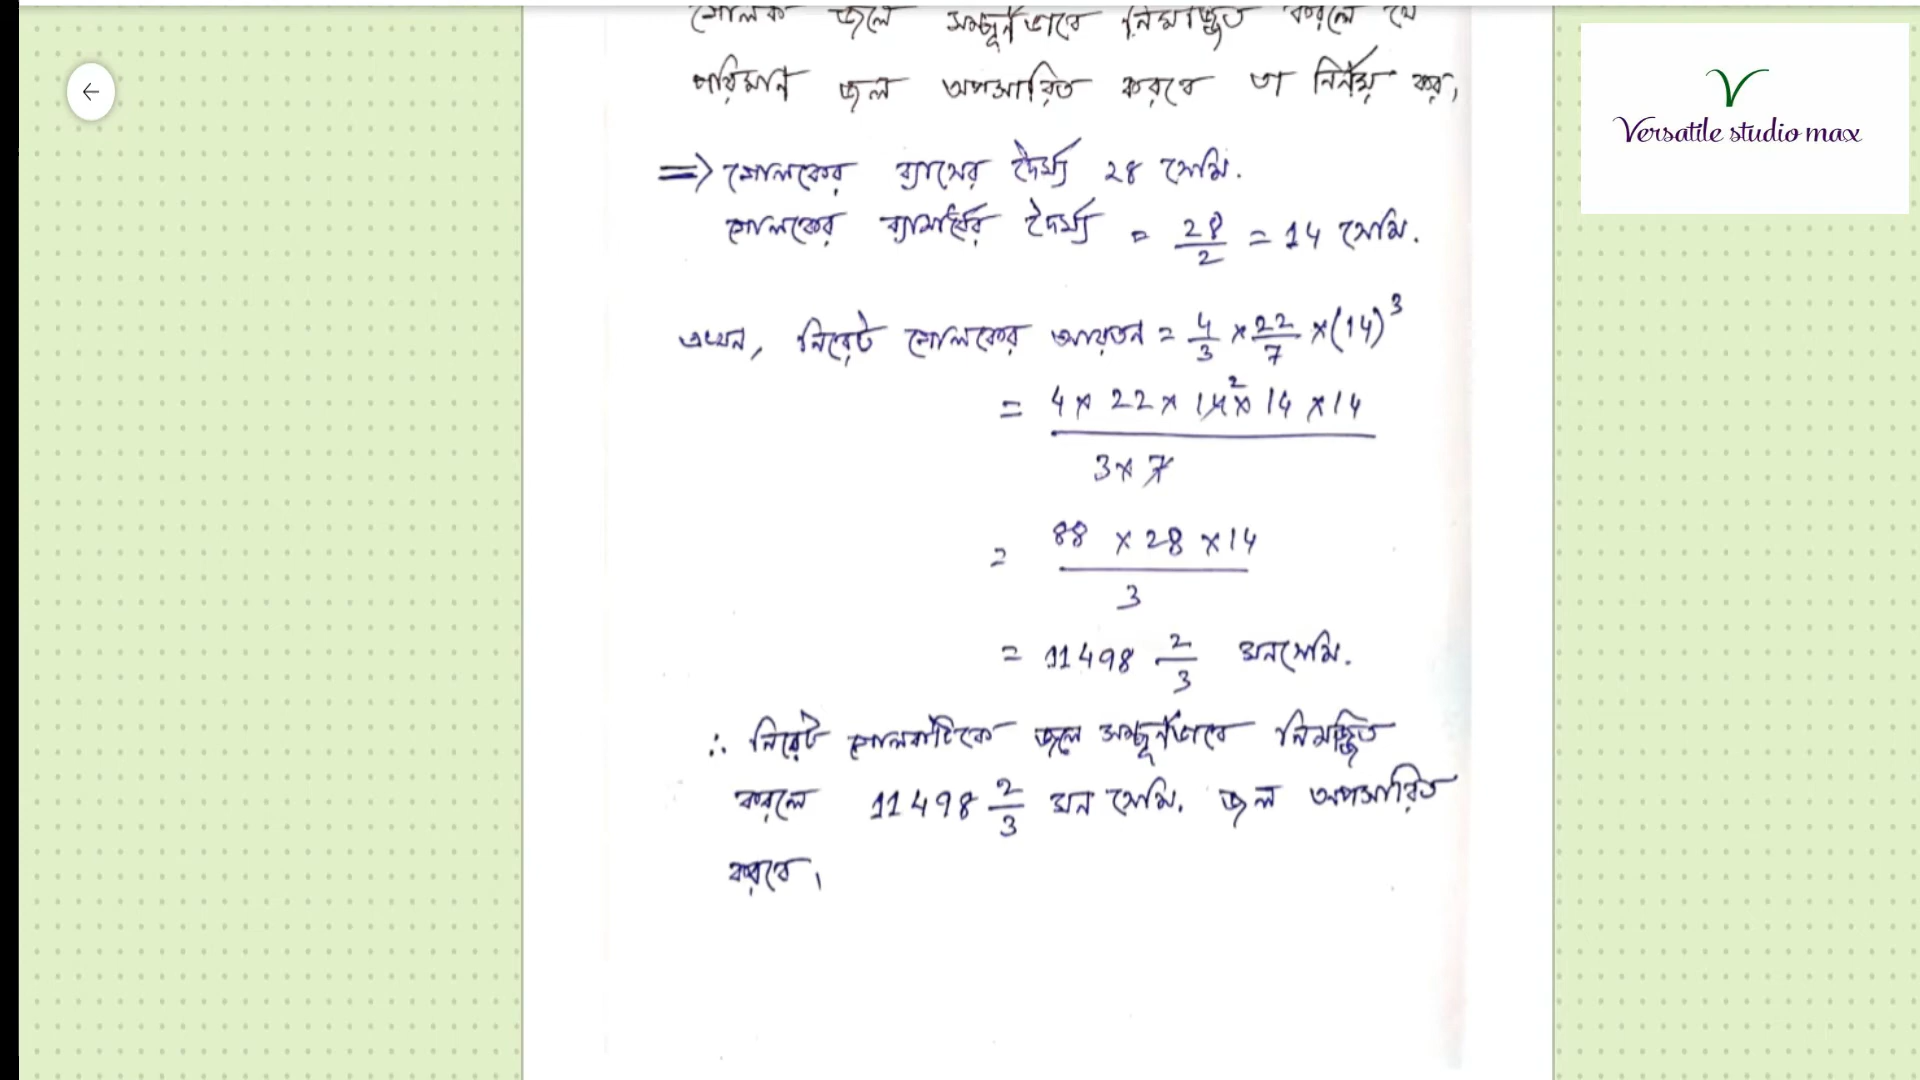 গোলক জলে সম্পূর্ণভাবে নিমজ্জিত করলে যে
পরিমান জল অপসারিত করবে তা নির্নয় কর,
V
Versatile studio max
=> গোলকের ব্যাসের দৈর্ঘ্য 28 সেমি.
গোলকের ব্যাসার্ধের দৈর্ঘ্য = 28/2 = 14 সেমি.
এখন, নিরেট গোলকের আয়তন = 4/3 × 22/7 × (14)^3
= 4 × 22 × 14^2 × 14 × 14
3 × 7
= 88 × 28 × 14
3
= 11498 2/3 ঘনসেমি.
∴ নিরেট গোলকটিকে জলে সম্পূর্ণভাবে নিমজ্জিত
করলে 11498 2/3 ঘন সেমি. জল অপসারিত
করবে,